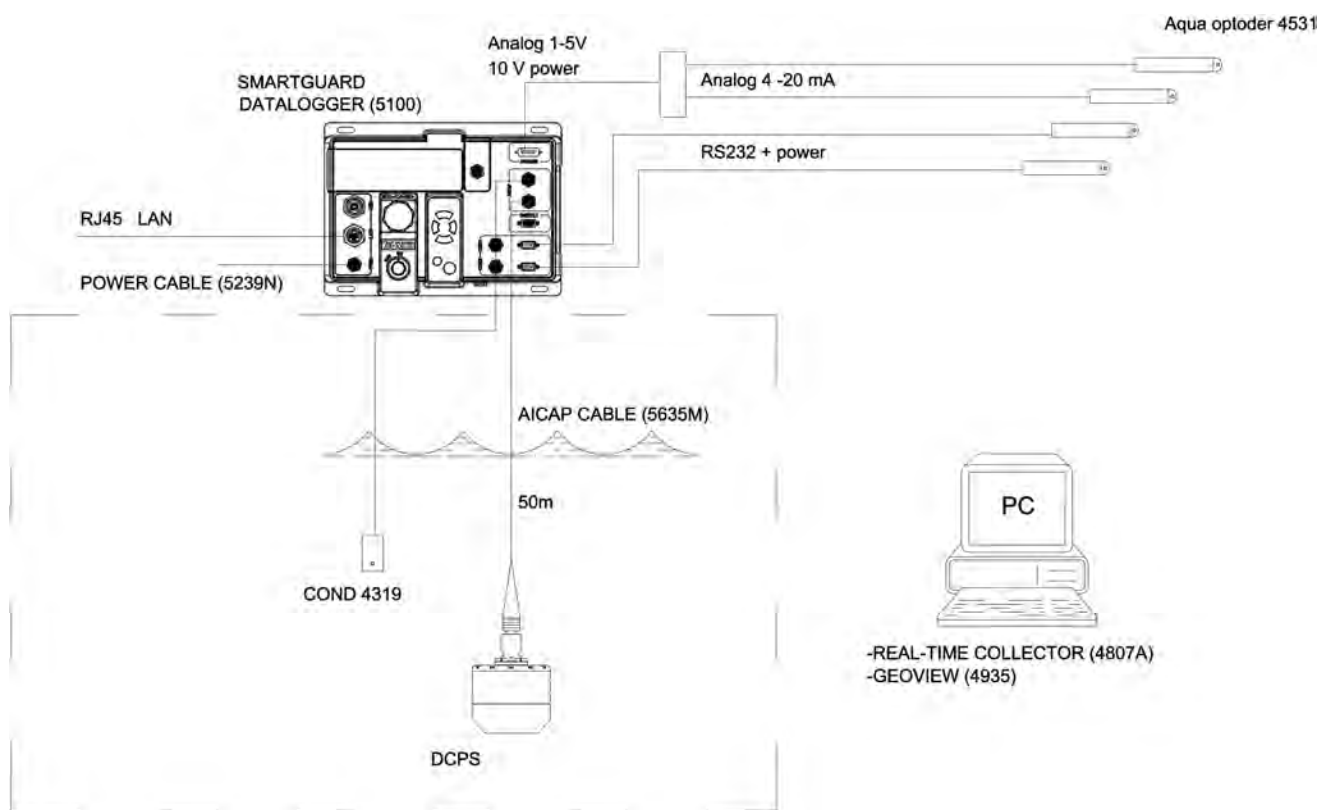 Aqua optoder 4531
Analog 1-5V
10 V power
SMARTGUARD
DATALOGGER (5100)
Analog 4 -20 mA
RS232 + power
RJ45 LAN
POWER CABLE (5239N)
AICAP CABLE (5635M)
50m
PC
COND 4319
-REAL-TIME COLLECTOR (4807A)
-GEOVIEW (4935)
DCPS